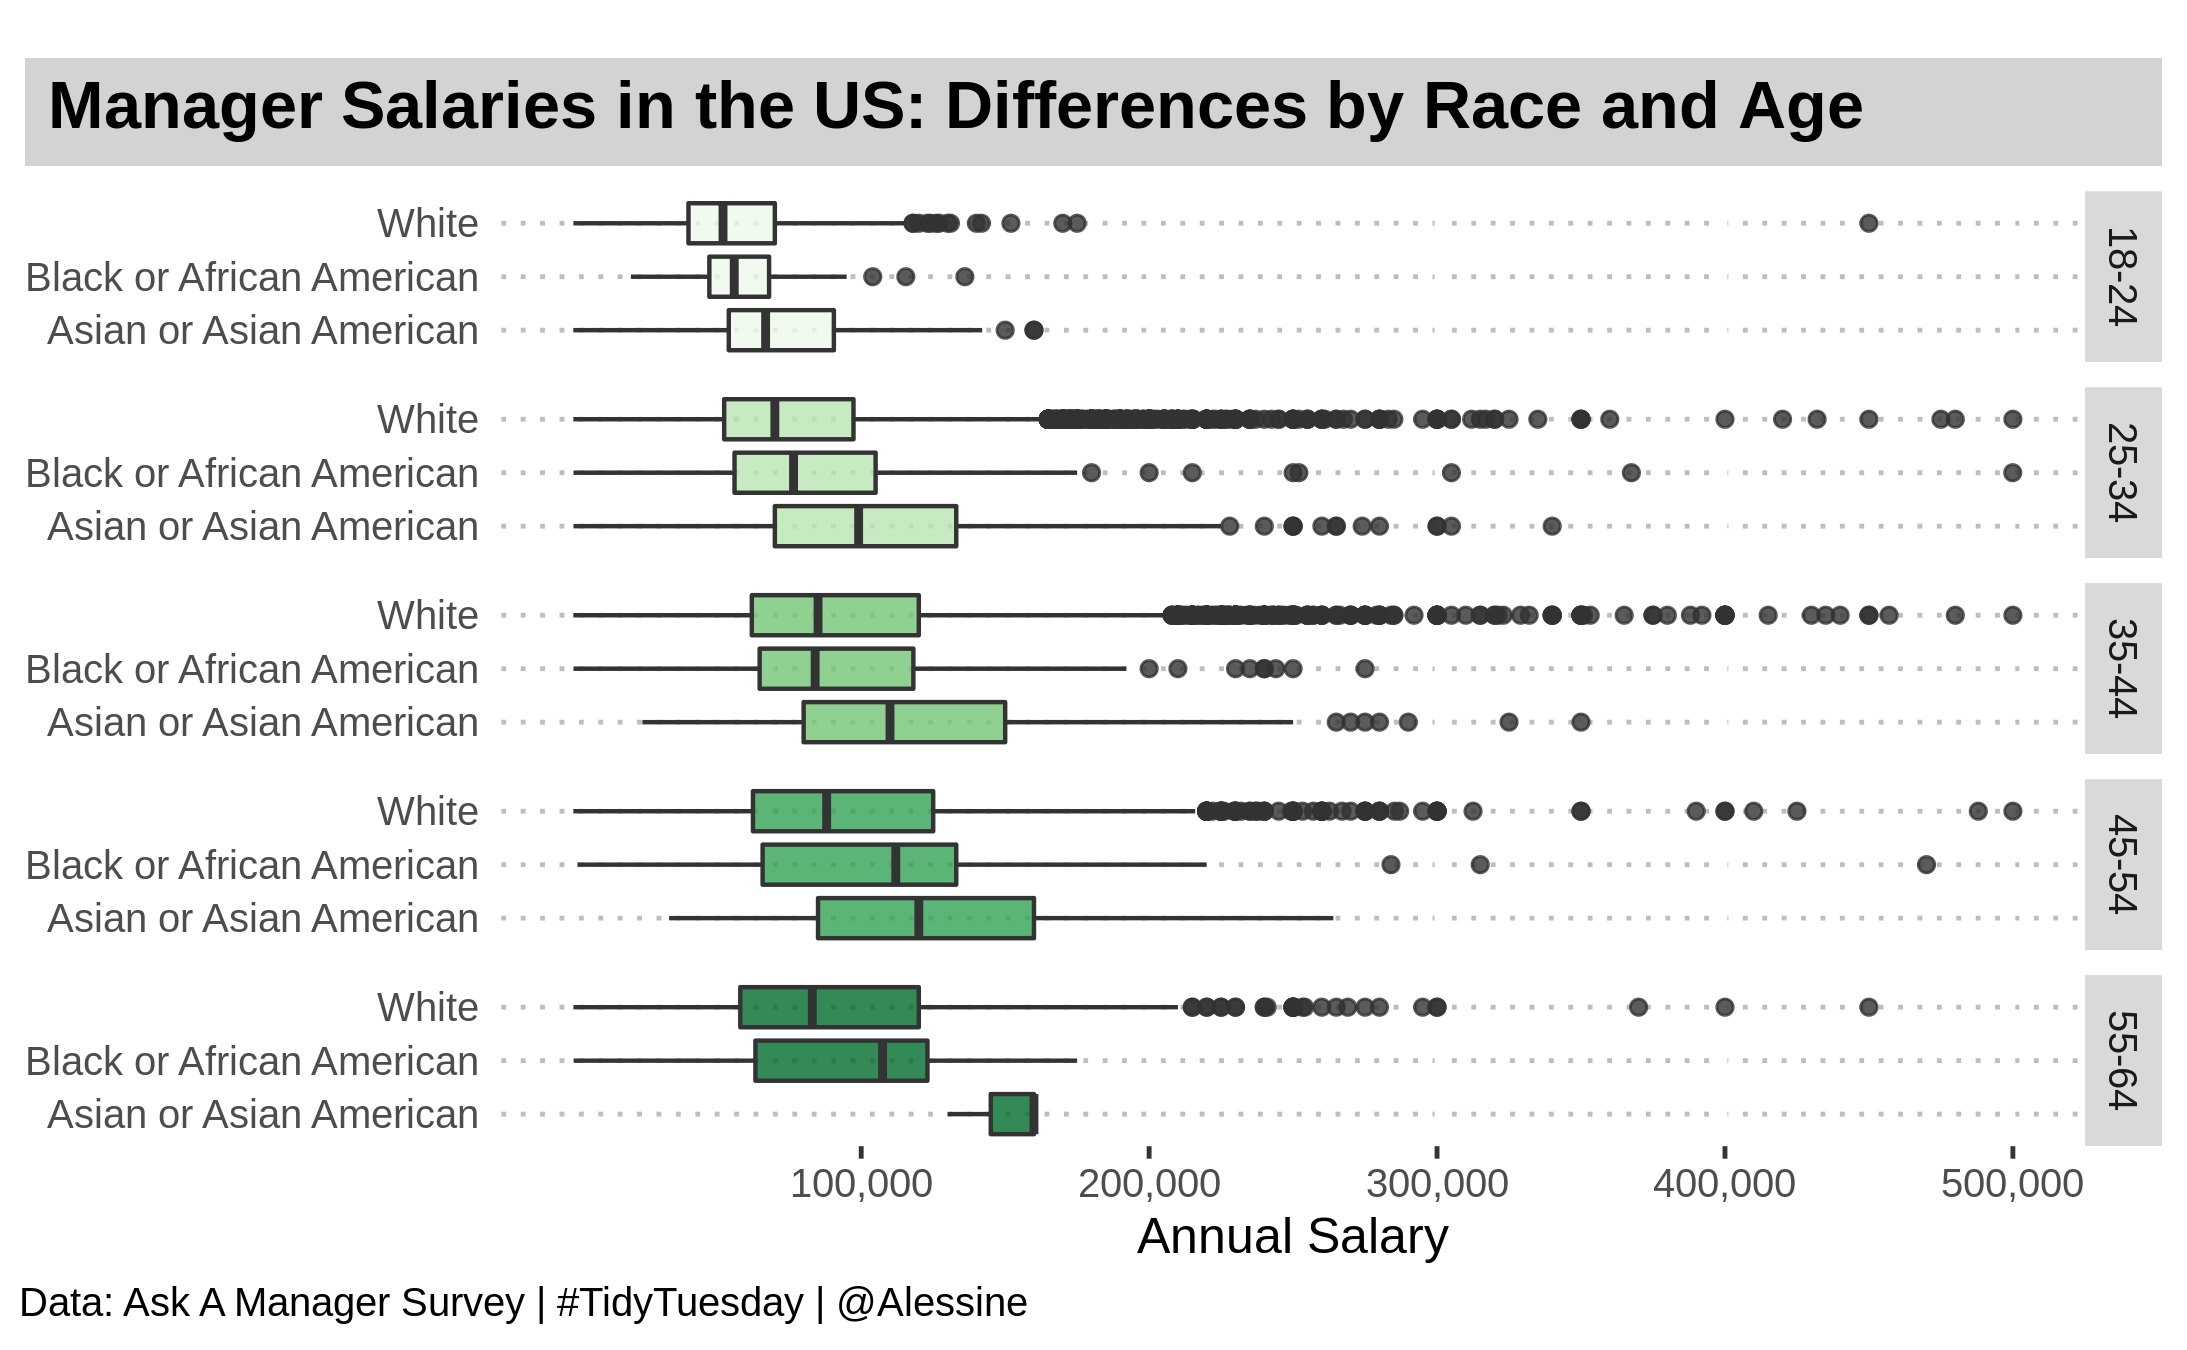 Manager Salaries in the US: Differences by Race and Age
White
Black or African American
Asian or Asian American
18-24
White
Black or African American
Asian or Asian American
25-34
White
Black or African American
Asian or Asian American
35-44
White
Black or African American
Asian or Asian American
45-54
White
Black or African American
Asian or Asian American
55-64
100,000 200,000 300,000 400,000 500,000
Annual Salary
Data: Ask A Manager Survey | #TidyTuesday | @Alessine